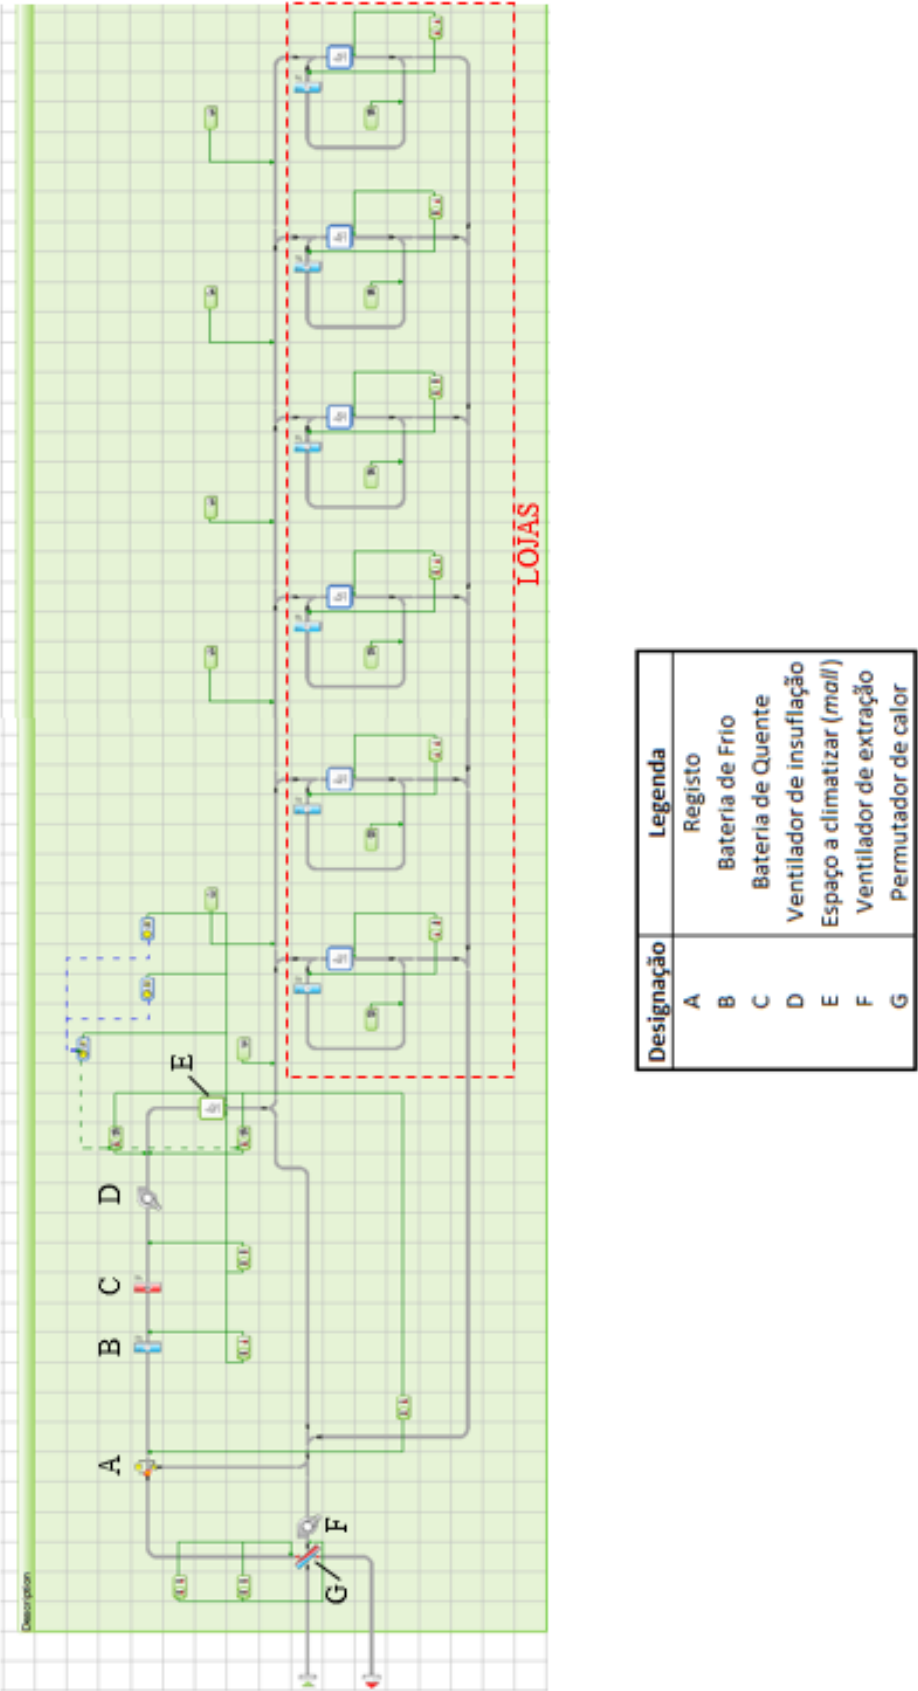 Description
A
B
C
D
E
F
G
LOJAS
Designação Legenda
A Registo
B Bateria de Frio
C Bateria de Quente
D Ventilador de insuflação
E Espaço a climatizar (mall)
F Ventilador de extração
G Permutador de calor